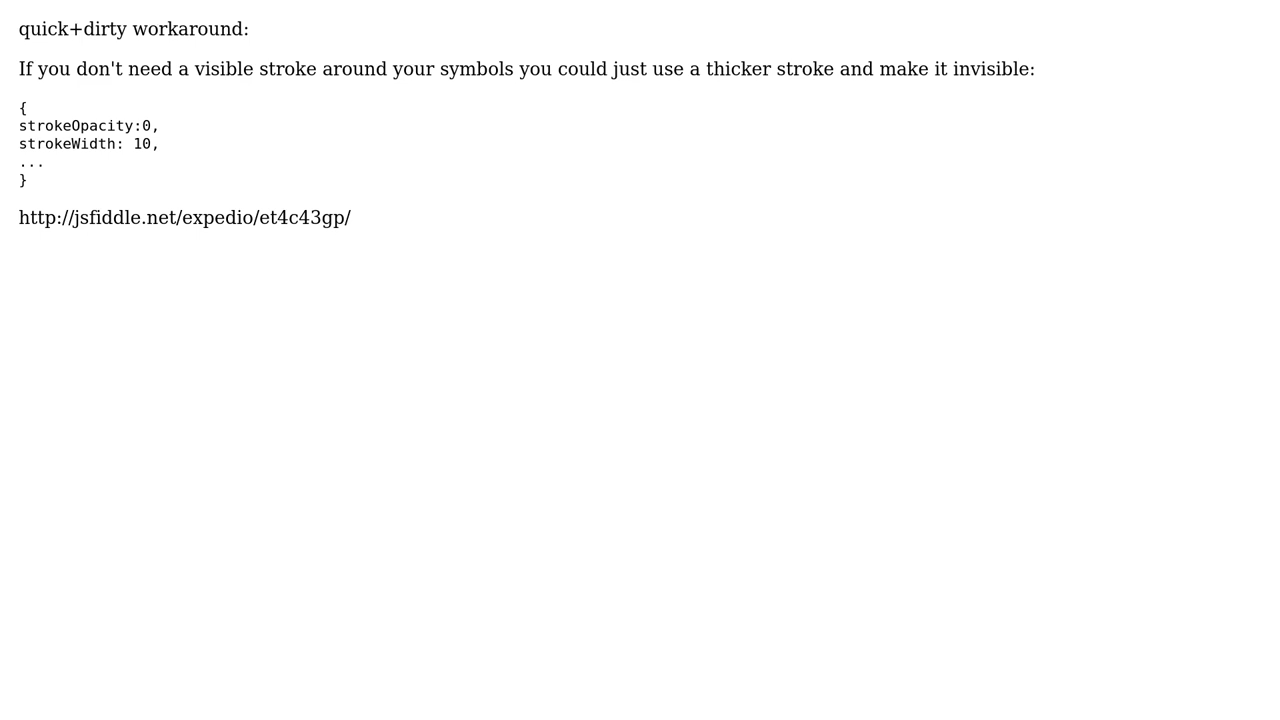 quick+dirty workaround:
If you don't need a visible stroke around your symbols you could just use a thicker stroke and make it invisible:
{
strokeOpacity:0,
strokeWidth: 10,
...
}
http://jsfiddle.net/expedio/et4c43gp/